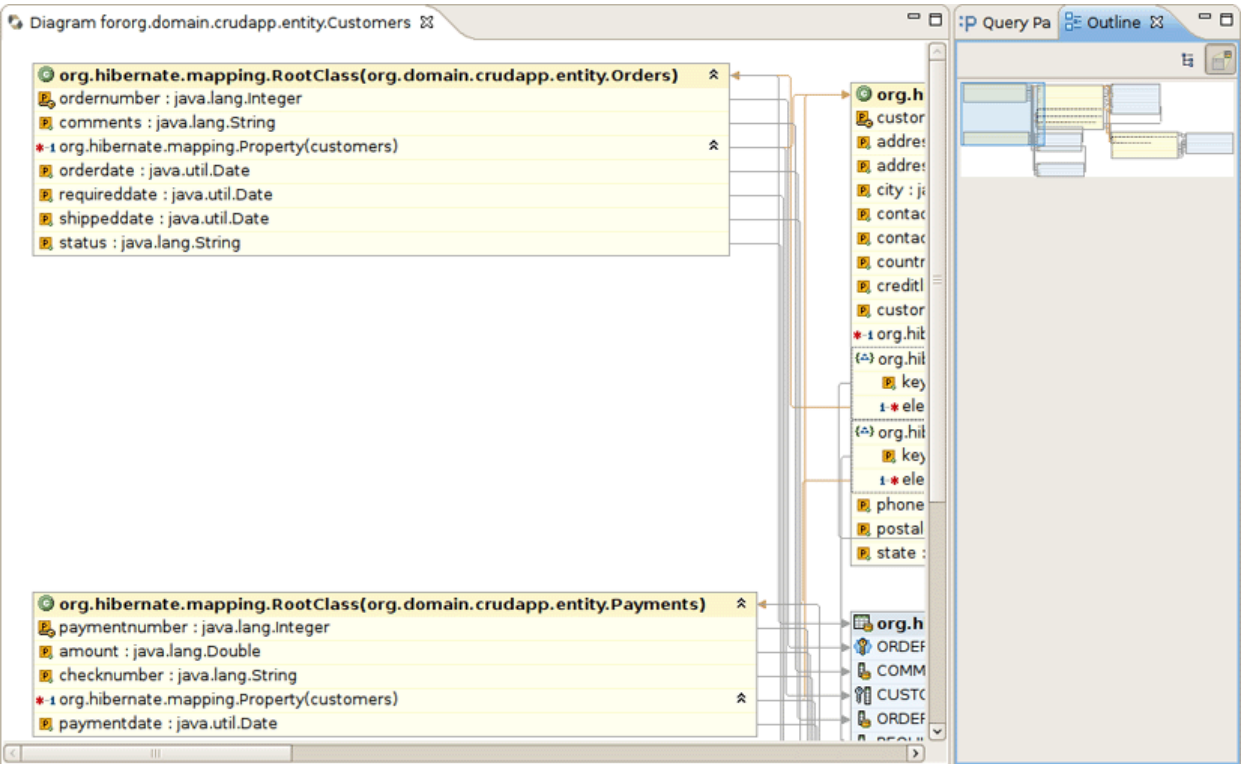 Diagram fororg.domain.crudapp.entity.Customers
Query Pa
Outline
org.hibernate.mapping.RootClass(org.domain.crudapp.entity.Orders)
ordernumber : java.lang.Integer
comments : java.lang.String
org.hibernate.mapping.Property(customers)
orderdate : java.util.Date
requireddate : java.util.Date
shippeddate : java.util.Date
status : java.lang.String
org.h
custor
addres
addres
city : ja
contac
contac
countr
creditl
custor
org.hib
org.hib
key
ele
org.hib
key
ele
phone
postal
state :
org.hibernate.mapping.RootClass(org.domain.crudapp.entity.Payments)
paymentnumber : java.lang.Integer
amount : java.lang.Double
checknumber : java.lang.String
org.hibernate.mapping.Property(customers)
paymentdate : java.util.Date
org.h
ORDER
COMM
CUSTO
ORDER